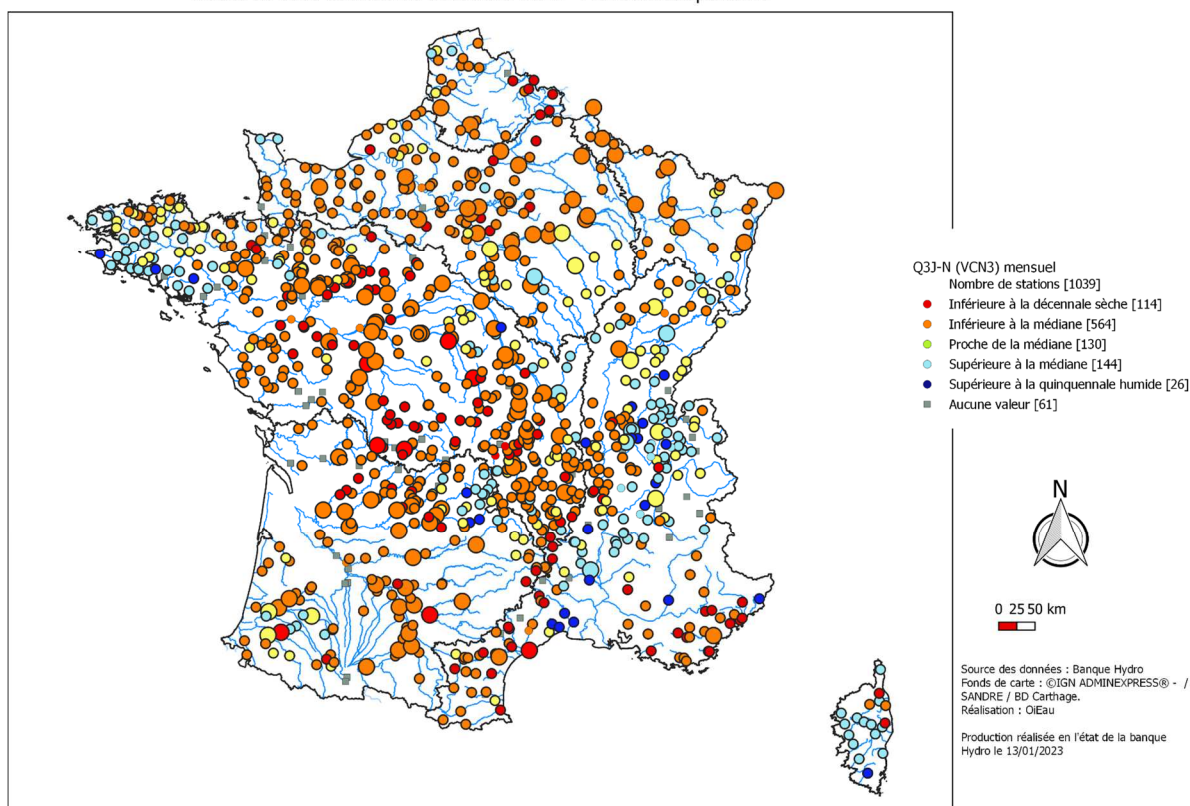 Q3J-N (VCN3) mensuel
Nombre de stations [1039]
Inférieure à la décennale sèche [114]
Inférieure à la médiane [564]
Proche de la médiane [130]
Supérieure à la médiane [144]
Supérieure à la quinquennale humide [26]
Aucune valeur [61]
N
0 25 50 km
Source des données : Banque Hydro
Fonds de carte : ©IGN ADMINEXPRESS® - /
SANDRE / BD Carthage.
Réalisation : OiEau
Production réalisée en l'état de la banque
Hydro le 13/01/2023